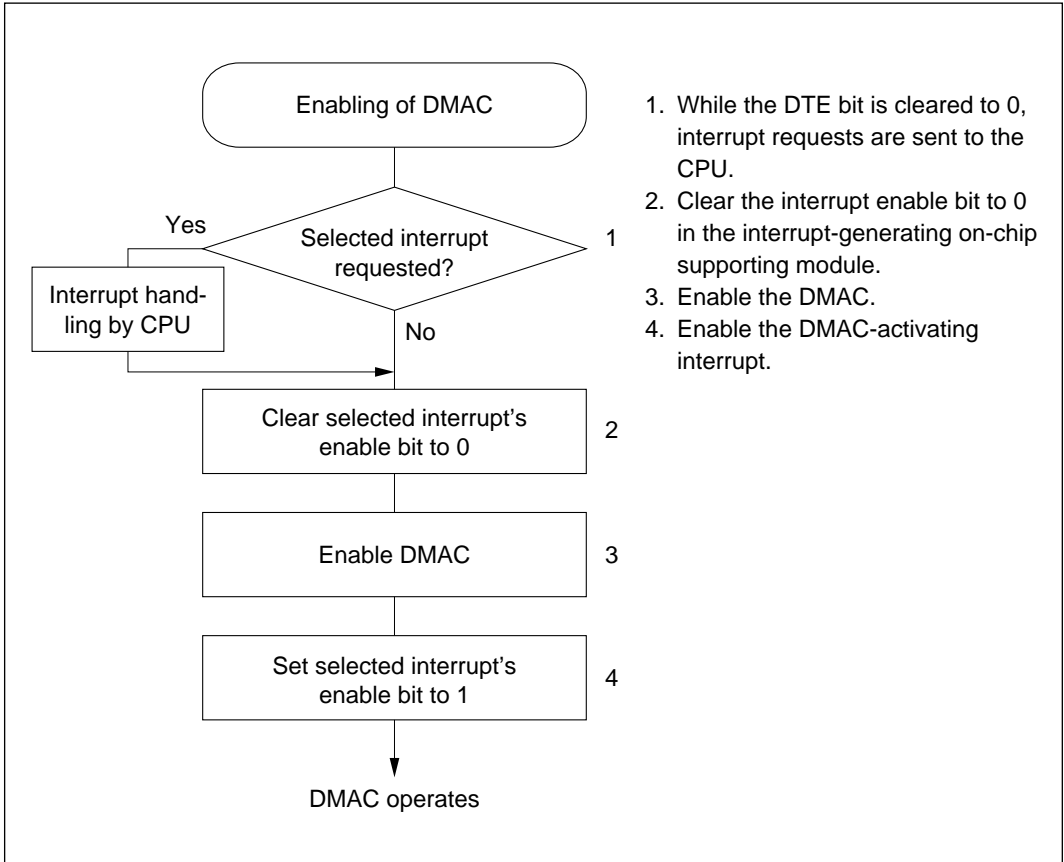 Enabling of DMAC
Yes
Selected interrupt
requested?
1
Interrupt hand-
ling by CPU
No
Clear selected interrupt's
enable bit to 0
2
Enable DMAC
3
Set selected interrupt's
enable bit to 1
4
DMAC operates
1. While the DTE bit is cleared to 0,
interrupt requests are sent to the
CPU.
2. Clear the interrupt enable bit to 0
in the interrupt-generating on-chip
supporting module.
3. Enable the DMAC.
4. Enable the DMAC-activating
interrupt.